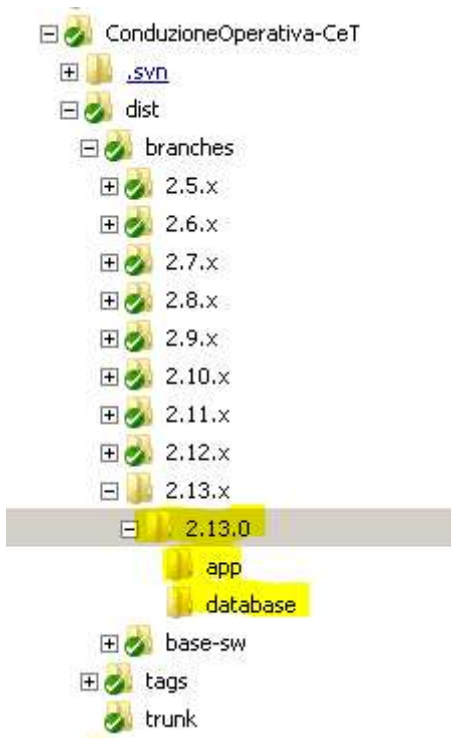 ConduzioneOperativa-CeT
.svn
dist
branches
2.5.x
2.6.x
2.7.x
2.8.x
2.9.x
2.10.x
2.11.x
2.12.x
2.13.x
2.13.0
app
database
base-sw
tags
trunk